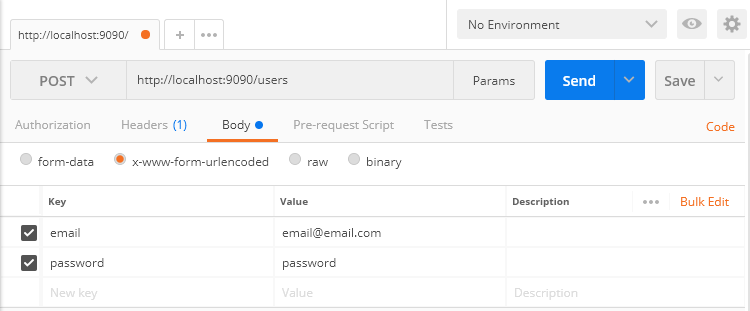 http://localhost:9090/ + ••• No Environment
POST http://localhost:9090/users Params Send Save
Authorization Headers (1) Body Pre-request Script Tests Code
form-data x-www-form-urlencoded raw binary
Key Value Description ••• Bulk Edit
email email@email.com
password password
New key Value Description